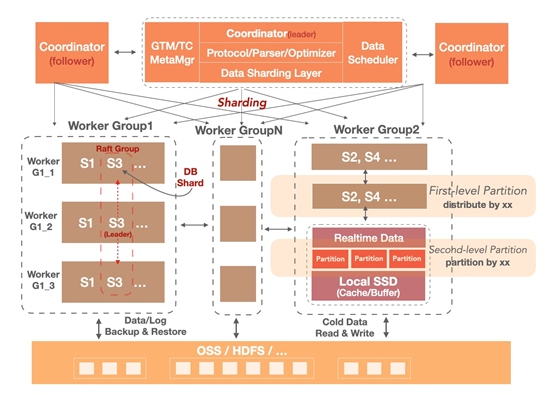 Coordinator
(follower)
GTM/TC
MetaMgr
Coordinator(leader)
Protocol/Parser/Optimizer
Data Sharding Layer
Data
Scheduler
Coordinator
(follower)
Sharding
Worker Group1
Worker GroupN
Worker Group2
Worker
G1_1
Raft Group
S1 S3 ...
DB
Shard
Worker
G1_2
S1 S3 ...
(Leader)
Worker
G1_3
S1 S3 ...
S2, S4 ...
S2, S4 ...
First-level Partition
distribute by xx
Realtime Data
Partition Partition Partition
Second-level Partition
partition by xx
Local SSD
(Cache/Buffer)
Data/Log
Backup & Restore
Cold Data
Read & Write
OSS / HDFS / ...